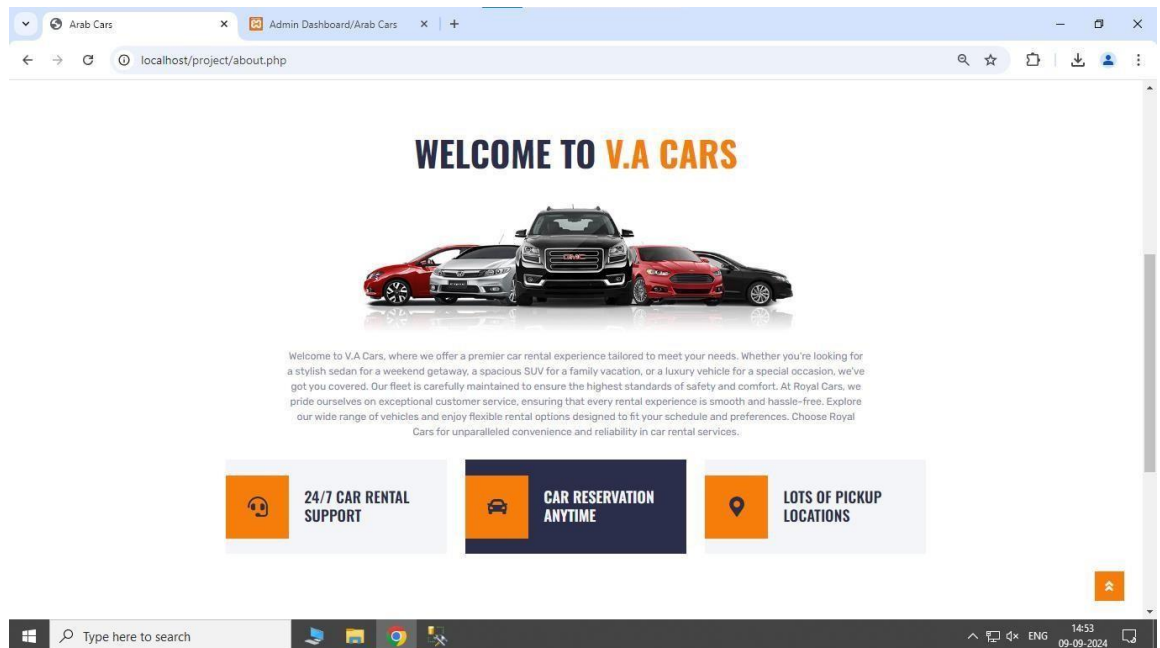 Arab Cars
Admin Dashboard/Arab Cars
localhost/project/about.php
WELCOME TO V.A CARS
GMC
Welcome to V.A Cars, where we offer a premier car rental experience tailored to meet your needs. Whether you're looking for
a stylish sedan for a weekend getaway, a spacious SUV for a family vacation, or a luxury vehicle for a special occasion, we've
got you covered. Our fleet is carefully maintained to ensure the highest standards of safety and comfort. At Royal Cars, we
pride ourselves on exceptional customer service, ensuring that every rental experience is smooth and hassle-free. Explore
our wide range of vehicles and enjoy flexible rental options designed to fit your schedule and preferences. Choose Royal
Cars for unparalleled convenience and reliability in car rental services.
24/7 CAR RENTAL
SUPPORT
CAR RESERVATION
ANYTIME
LOTS OF PICKUP
LOCATIONS
Type here to search
ENG
14:53
09-09-2024